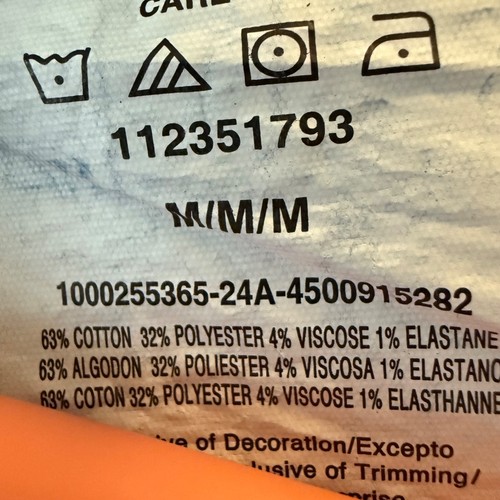 CARE
112351793
M/M/M
1000255365-24A-4500915282
63% COTTON 32% POLYESTER 4% VISCOSE 1% ELASTANE
63% ALGODON 32% POLIESTER 4% VISCOSA 1% ELASTANO
63% COTON 32% POLYESTER 4% VISCOSE 1% ELASTHANNE
of Decoration/Excepto
of Trimming/